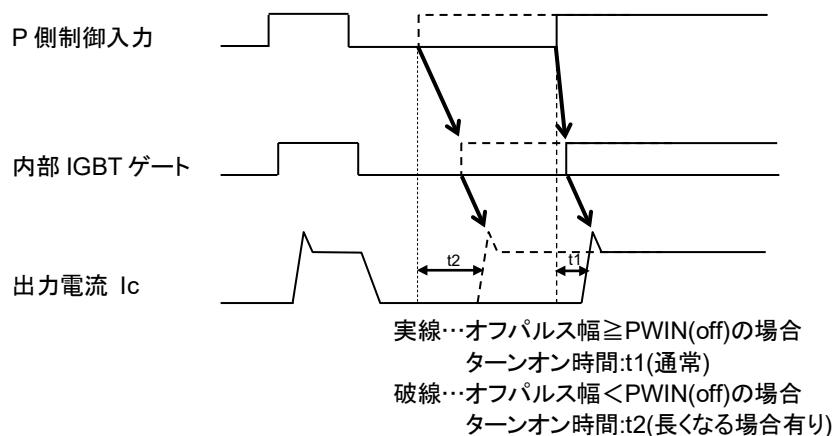 P 側制御入力
内部 IGBT ゲート
t2
t1
出力電流 Ic
実線…オフパルス幅≧PWIN(off)の場合
ターンオン時間:t1(通常)
破線…オフパルス幅＜PWIN(off)の場合
ターンオン時間:t2(長くなる場合有り)